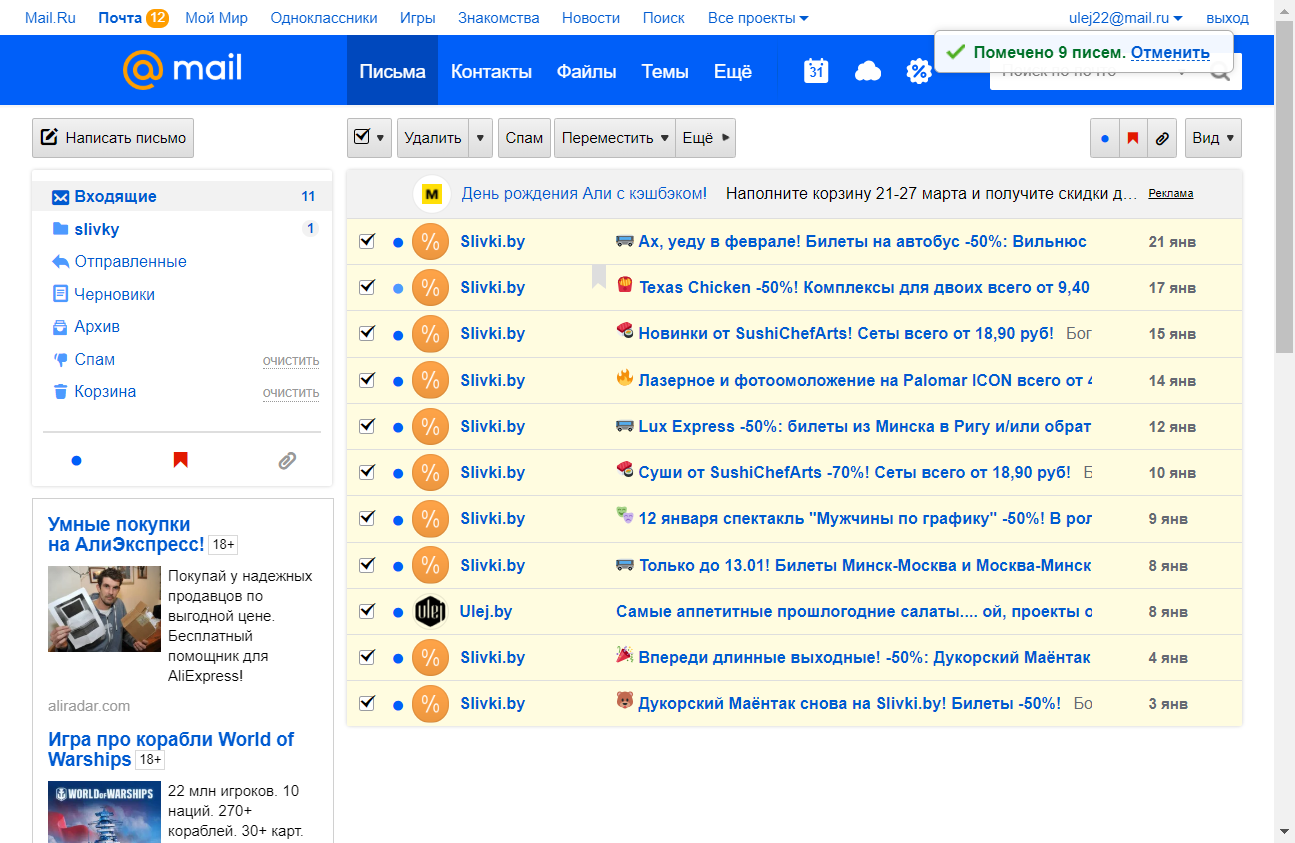 Mail.Ru Почта 12 Мой Мир Одноклассники Игры Знакомства Новости Поиск Все проекты ulej22@mail.ru выход
Помечено 9 писем. Отменить
@mail Письма Контакты Файлы Темы Ещё 31 %
Написать письмо Удалить Спам Переместить Ещё Вид
Входящие 11
slivky 1
Отправленные
Черновики
Архив
Спам очистить
Корзина очистить
М День рождения Али с кэшбэком! Наполните корзину 21-27 марта и получите скидки д… Реклама
% Slivki.by Ах, уеду в феврале! Билеты на автобус -50%: Вильнюс 21 янв
% Slivki.by Texas Chicken -50%! Комплексы для двоих всего от 9,40 17 янв
% Slivki.by Новинки от SushiChefArts! Сеты всего от 18,90 руб! Бог 15 янв
% Slivki.by Лазерное и фотоомоложение на Palomar ICON всего от 4 14 янв
% Slivki.by Lux Express -50%: билеты из Минска в Ригу и/или обрат 12 янв
% Slivki.by Суши от SushiChefArts -70%! Сеты всего от 18,90 руб! Б 10 янв
% Slivki.by 12 января спектакль "Мужчины по графику" -50%! В рол 9 янв
% Slivki.by Только до 13.01! Билеты Минск-Москва и Москва-Минск 8 янв
ulej Ulej.by Самые аппетитные прошлогодние салаты.... ой, проекты о 8 янв
% Slivki.by Впереди длинные выходные! -50%: Дукорский Маёнтак 4 янв
% Slivki.by Дукорский Маёнтак снова на Slivki.by! Билеты -50%! Бо 3 янв
Умные покупки
на АлиЭкспресс! 18+
Покупай у надежных
продавцов по
выгодной цене.
Бесплатный
помощник для
AliExpress!
aliradar.com
Игра про корабли World of
Warships 18+
WORLD OF WARSHIPS
22 млн игроков. 10
наций. 270+
кораблей. 30+ карт.